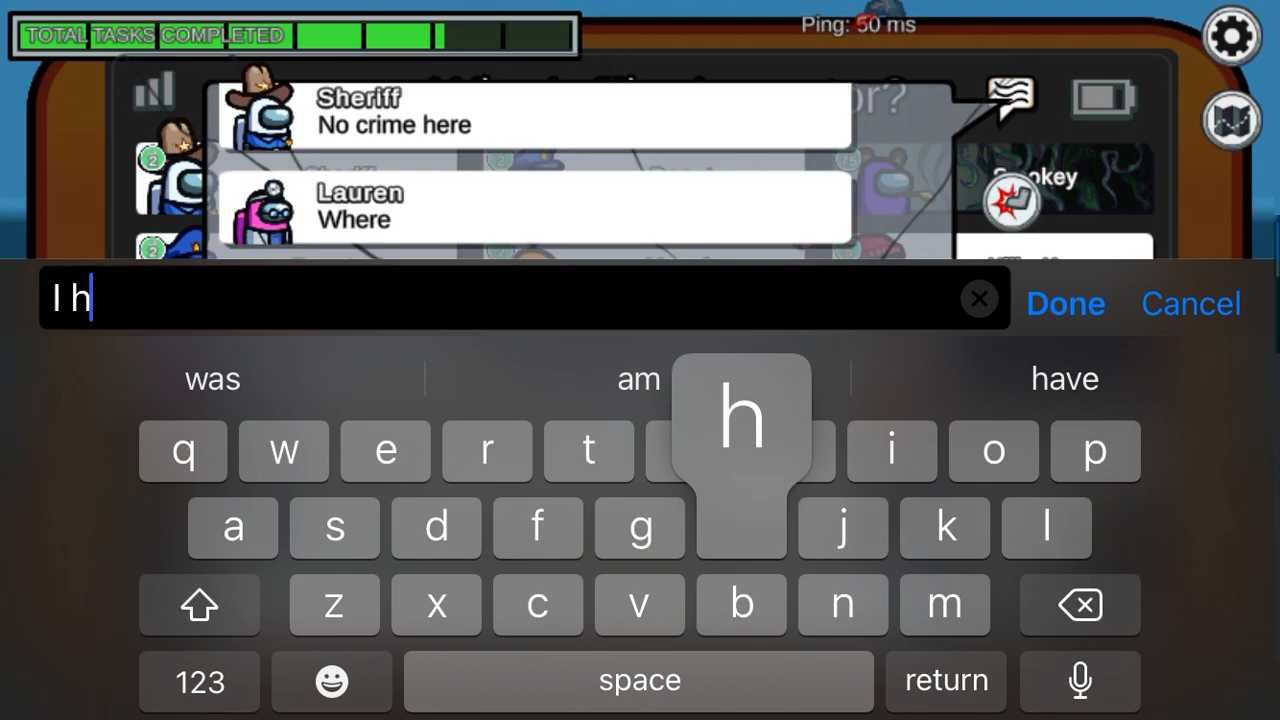 TOTAL TASKS COMPLETED
Ping: 50 ms
or?
Sheriff
No crime here
Lauren
Where
I h
Done
Cancel
was
am
have
h
q w e r t i o p
a s d f g j k l
z x c v b n m
123
space
return